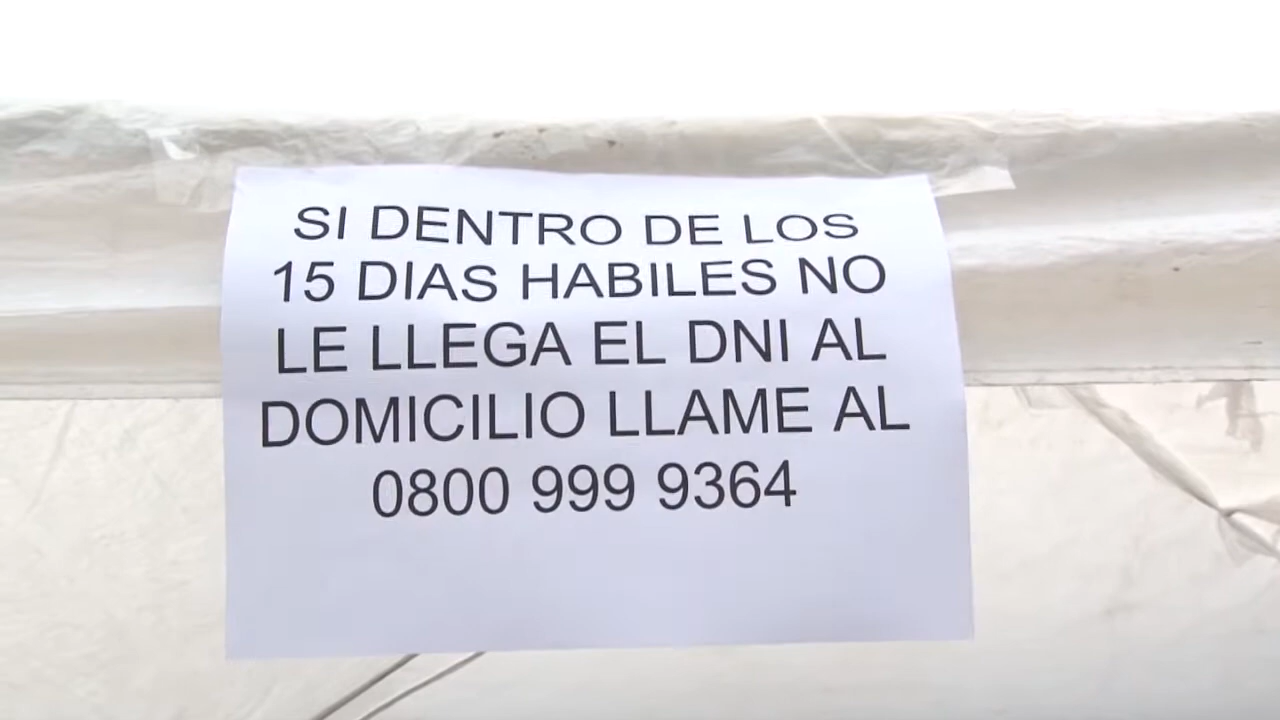 SI DENTRO DE LOS
15 DIAS HABILES NO
LE LLEGA EL DNI AL
DOMICILIO LLAME AL
0800 999 9364